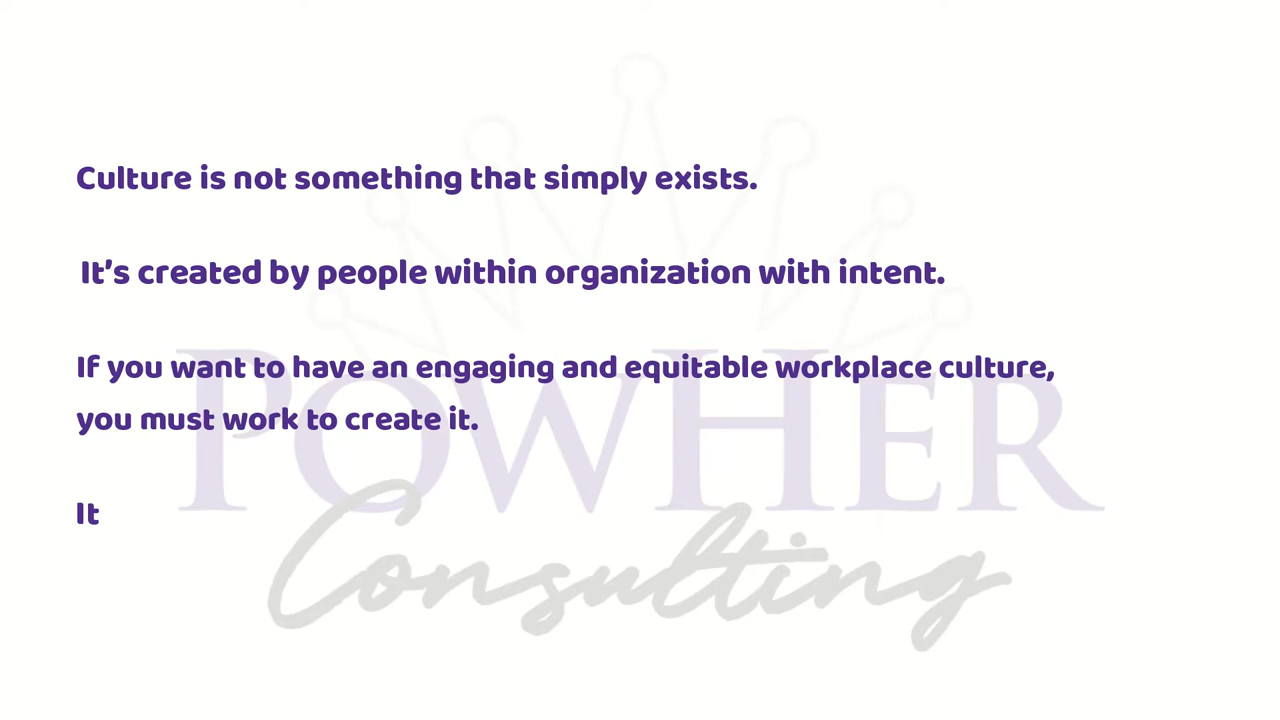 Culture is not something that simply exists.
It's created by people within organization with intent.
If you want to have an engaging and equitable workplace culture,
you must work to create it.
It
POWHER
Consulting